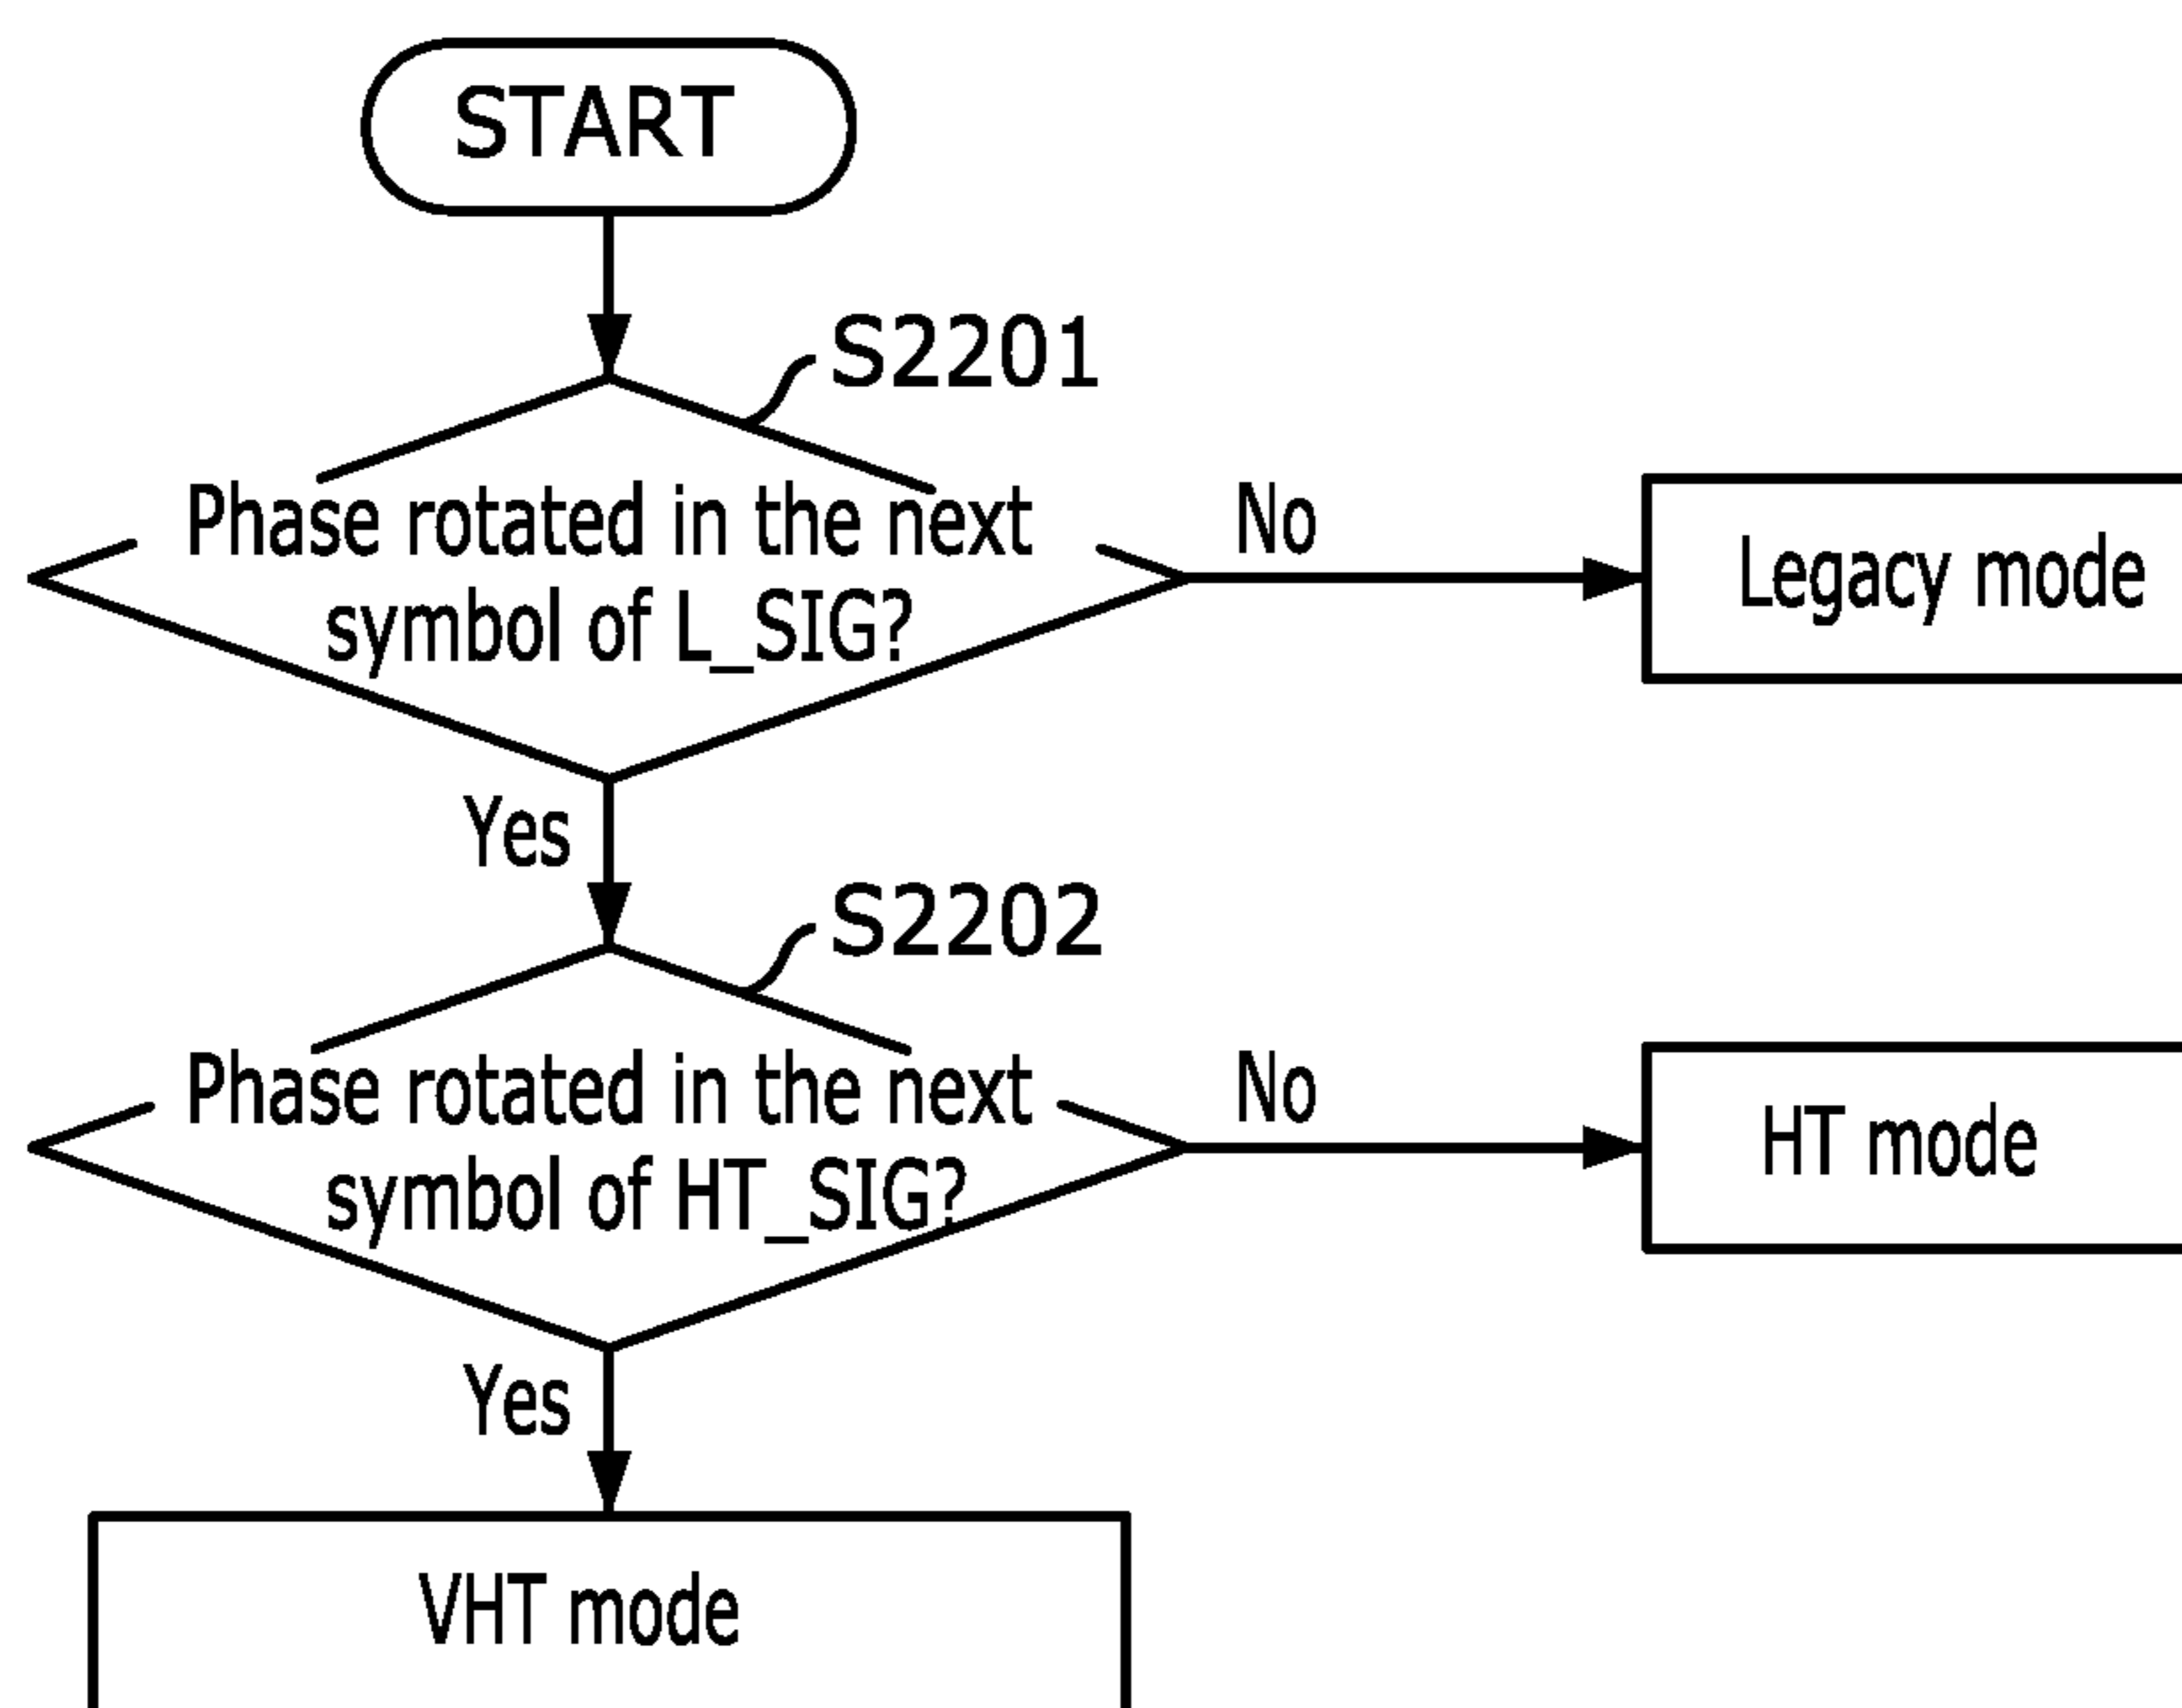 START
S2201
Phase rotated in the next
symbol of L_SIG?
No
Legacy mode
Yes
S2202
Phase rotated in the next
symbol of HT_SIG?
No
HT mode
Yes
VHT mode